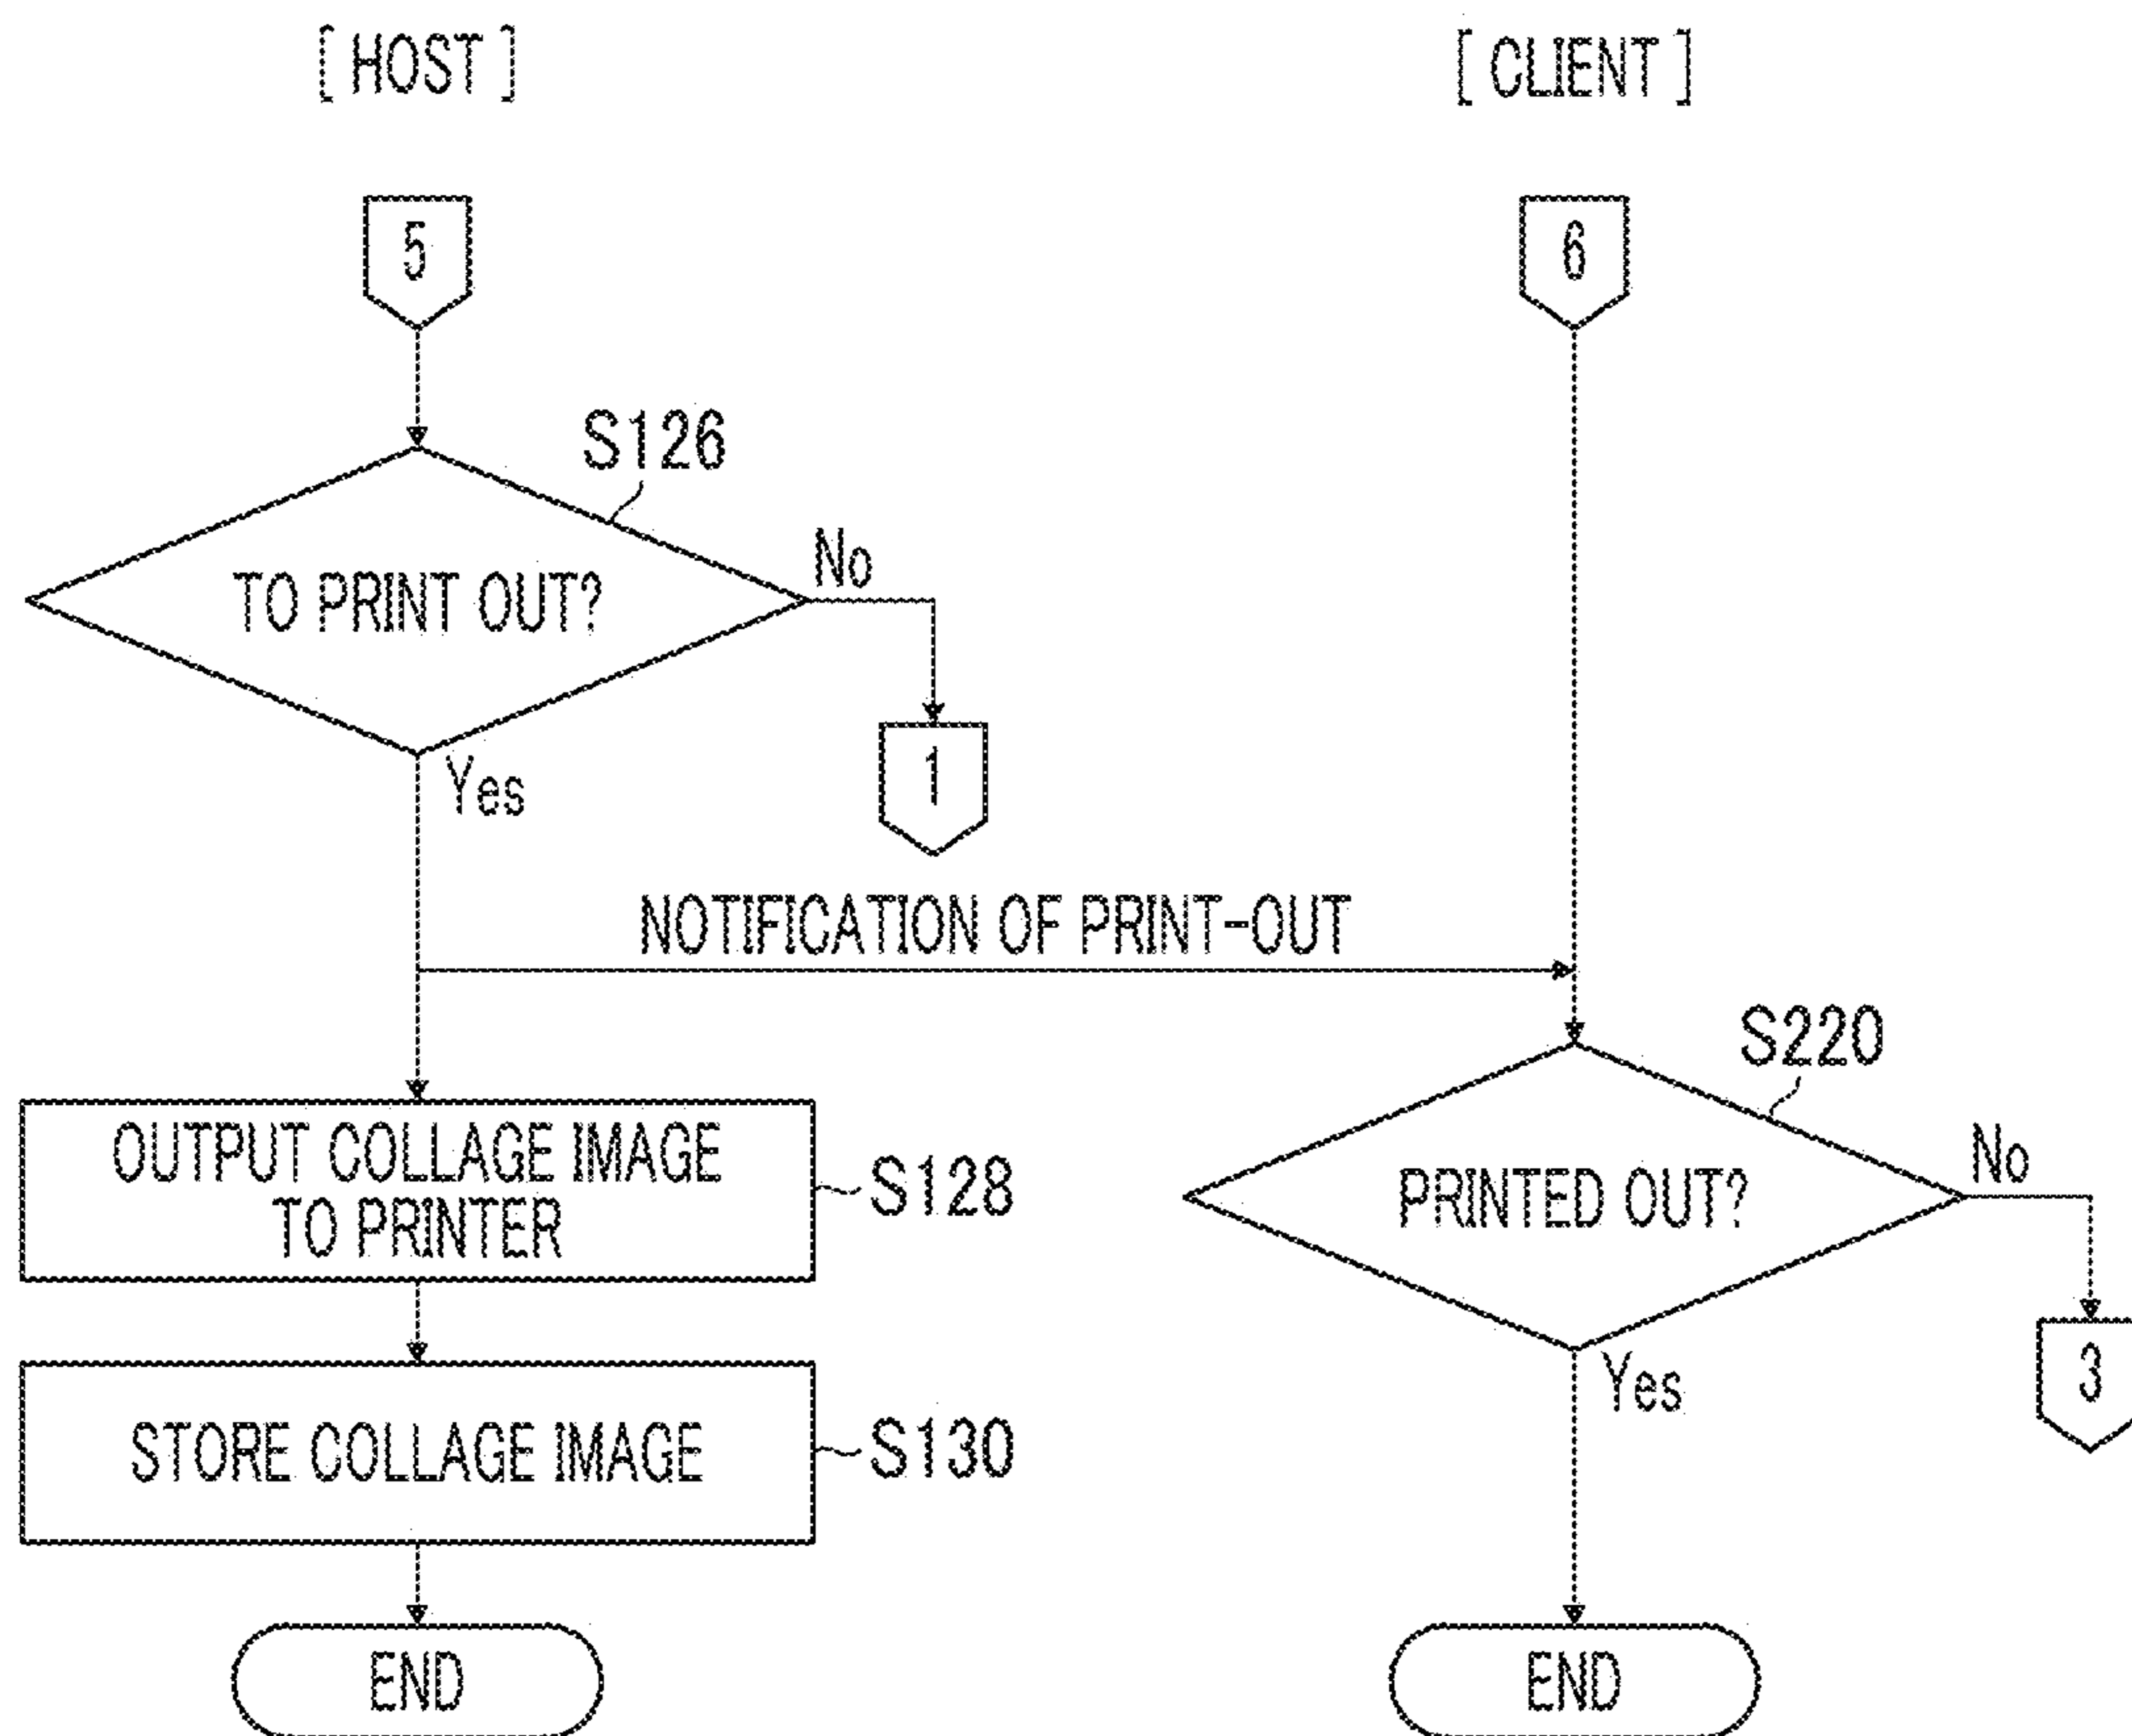 [ HOST ]
[ CLIENT ]
5
6
S126
TO PRINT OUT?
No
1
Yes
NOTIFICATION OF PRINT-OUT
S220
OUTPUT COLLAGE IMAGE
TO PRINTER
S128
PRINTED OUT?
No
3
Yes
STORE COLLAGE IMAGE
S130
END
END